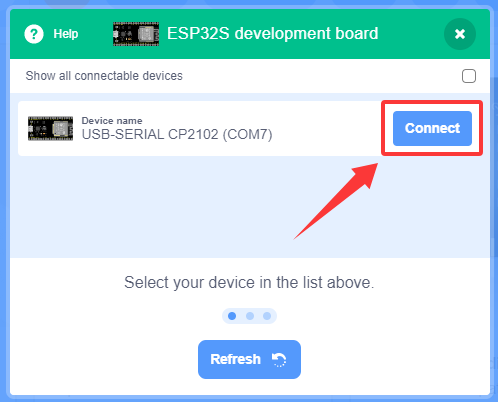 Help
ESP32S development board
Show all connectable devices
Device name
USB-SERIAL CP2102 (COM7)
Connect
Select your device in the list above.
Refresh